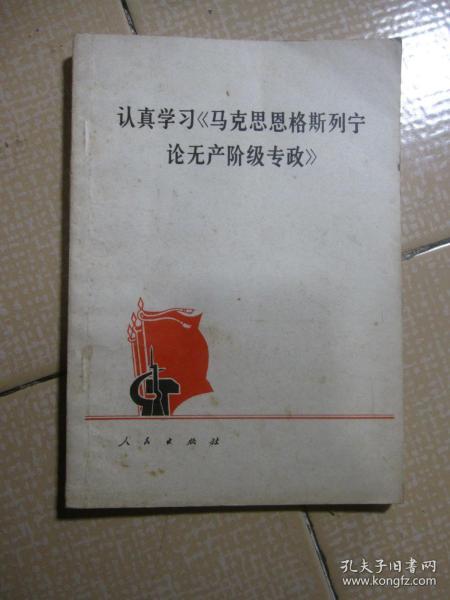 认真学习《马克思恩格斯列宁
论无产阶级专政》
人民出版社
孔夫子旧书网
www.kongfz.com